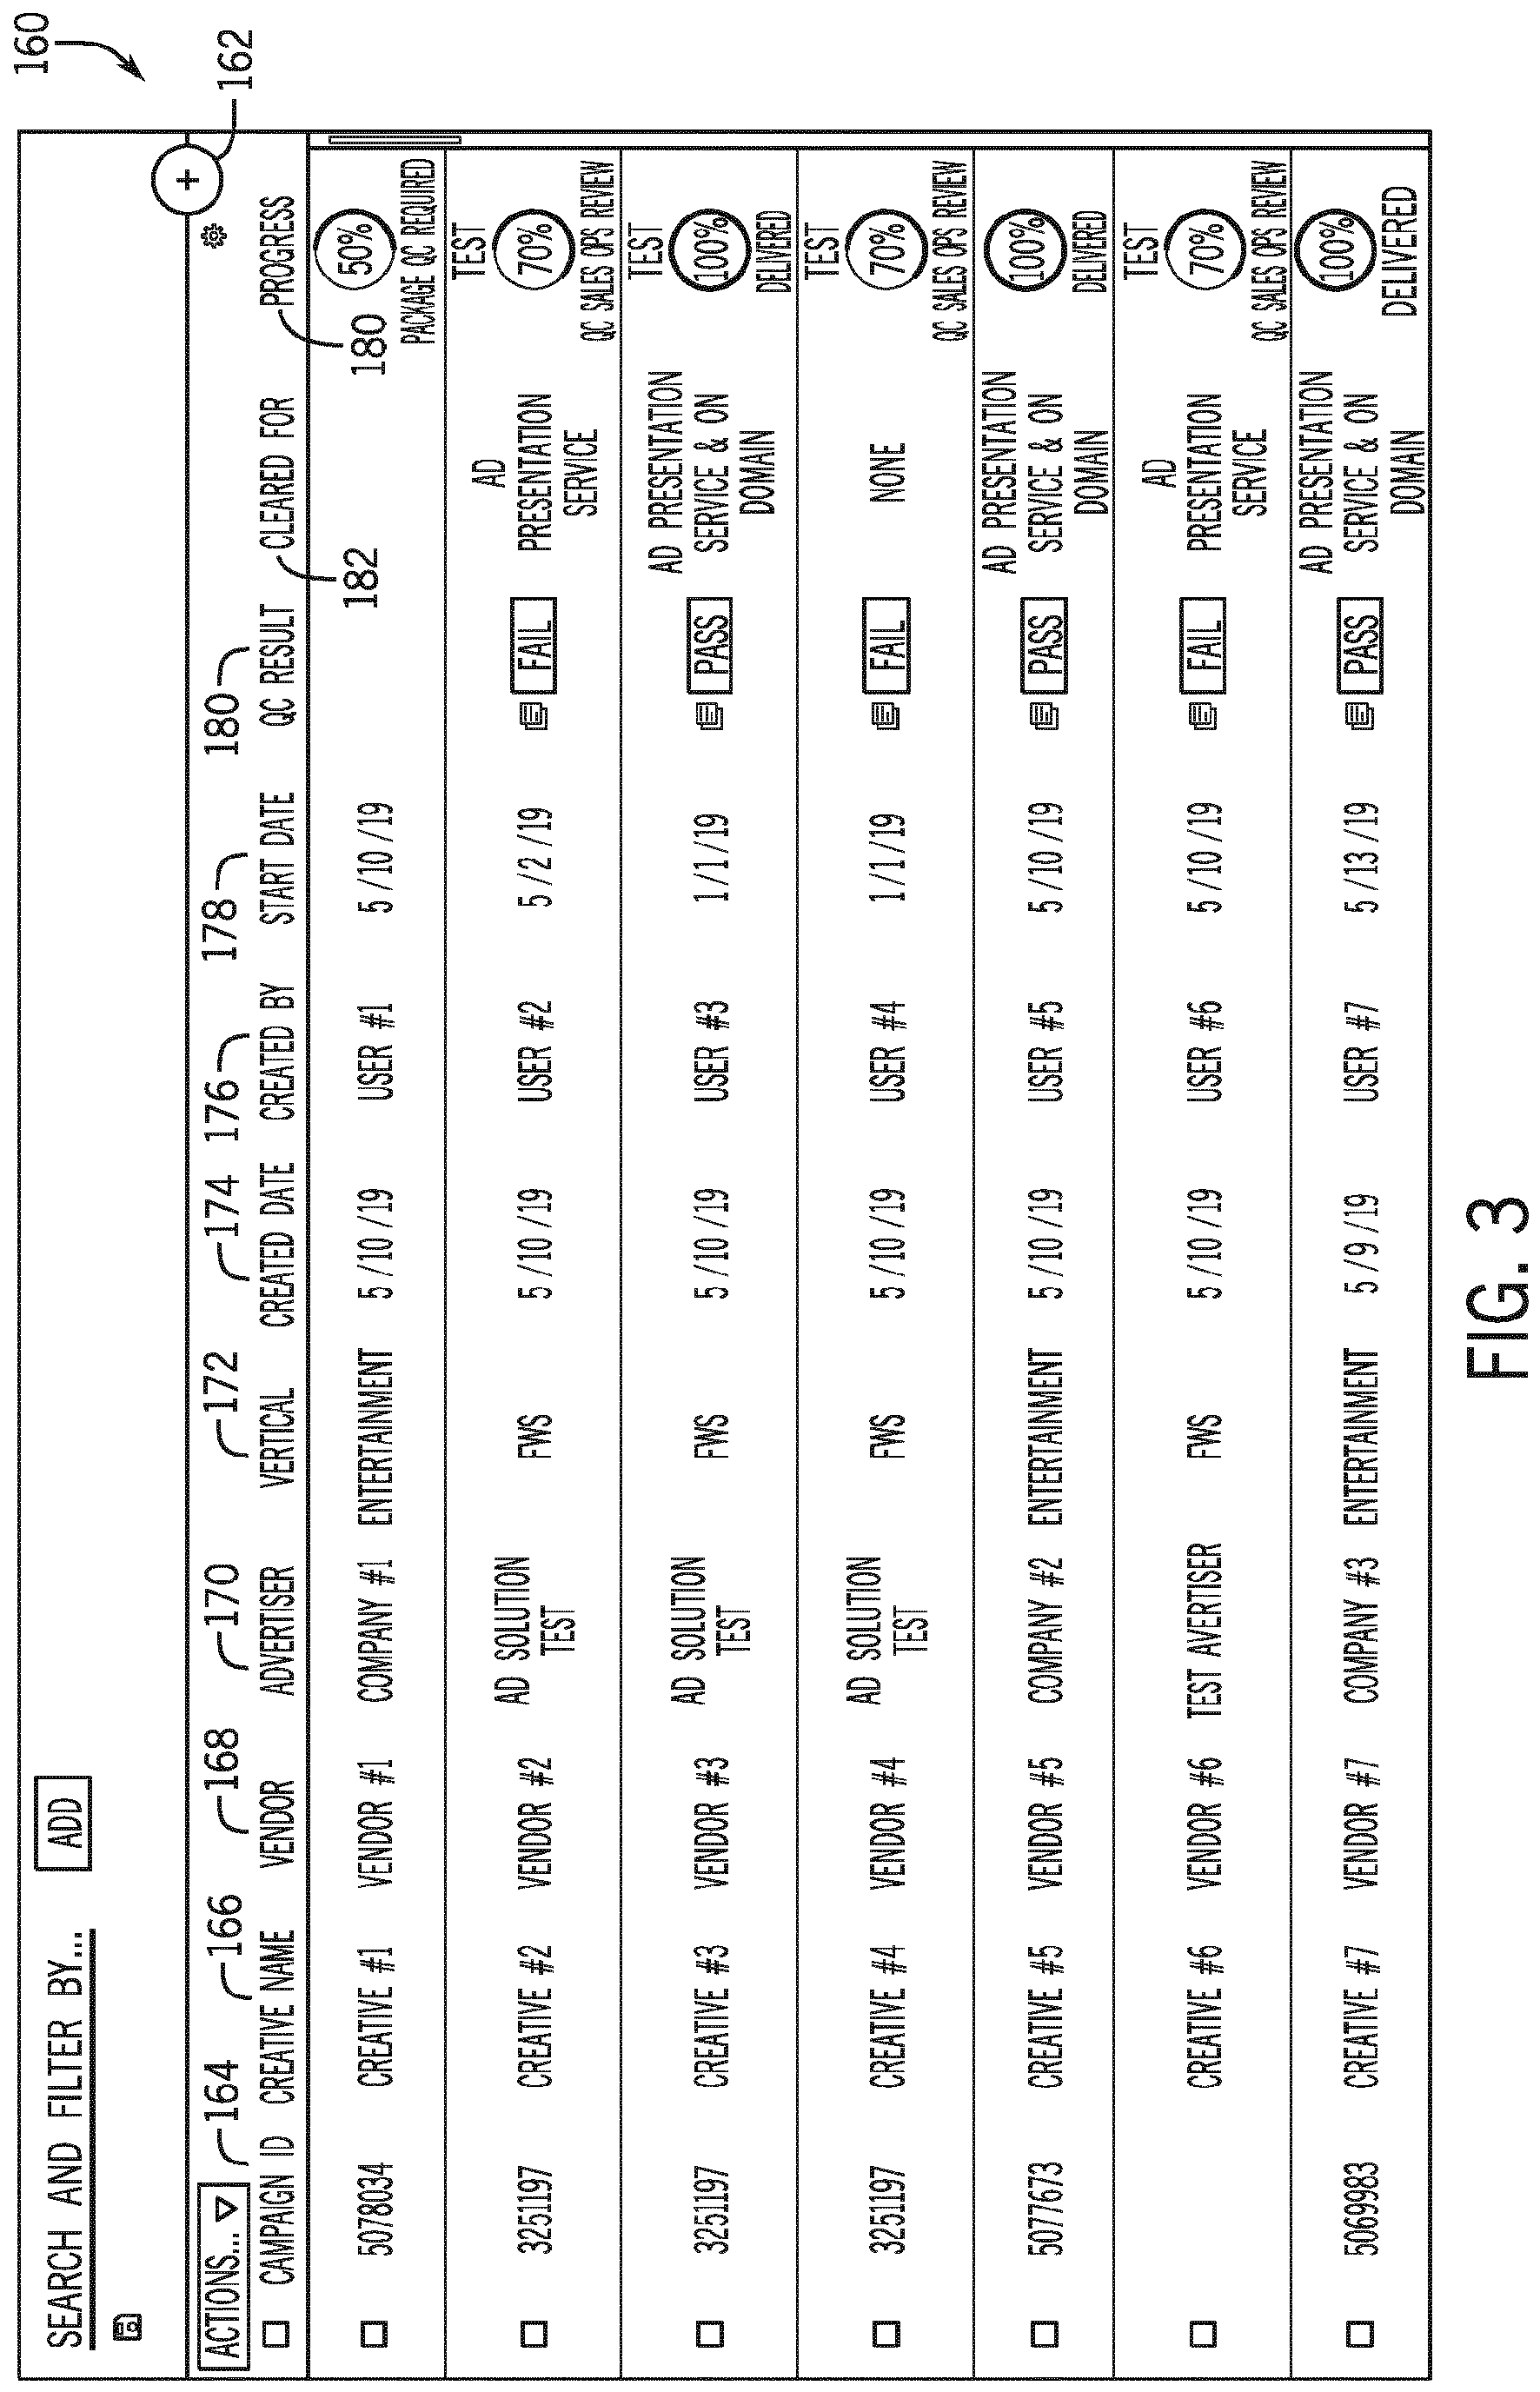 160
SEARCH AND FILTER BY...
ADD
+
162
ACTIONS...
164
166
168
170
172
174
176
178
180
CAMPAIGN ID CREATIVE NAME VENDOR ADVERTISER VERTICAL CREATED DATE CREATED BY START DATE QC RESULT CLEARED FOR PROGRESS
182
180
5078034 CREATIVE #1 VENDOR #1 COMPANY #1 ENTERTAINMENT 5/10/19 USER #1 5/10/19 50%
PACKAGE QC REQUIRED
TEST
3251197 CREATIVE #2 VENDOR #2 AD SOLUTION TEST FWS 5/10/19 USER #2 5/2/19 FAIL AD PRESENTATION SERVICE 70%
QC SALES OPS REVIEW
TEST
3251197 CREATIVE #3 VENDOR #3 AD SOLUTION TEST FWS 5/10/19 USER #3 1/1/19 PASS AD PRESENTATION SERVICE & ON DOMAIN 100%
DELIVERED
TEST
3251197 CREATIVE #4 VENDOR #4 AD SOLUTION TEST FWS 5/10/19 USER #4 1/1/19 FAIL NONE 70%
QC SALES OPS REVIEW
5077673 CREATIVE #5 VENDOR #5 COMPANY #2 ENTERTAINMENT 5/10/19 USER #5 5/10/19 PASS AD PRESENTATION SERVICE & ON DOMAIN 100%
DELIVERED
TEST
CREATIVE #6 VENDOR #6 TEST AVERTISER FWS 5/10/19 USER #6 5/10/19 FAIL AD PRESENTATION SERVICE 70%
QC SALES OPS REVIEW
5069983 CREATIVE #7 VENDOR #7 COMPANY #3 ENTERTAINMENT 5/9/19 USER #7 5/13/19 PASS AD PRESENTATION SERVICE & ON DOMAIN 100%
DELIVERED
FIG. 3